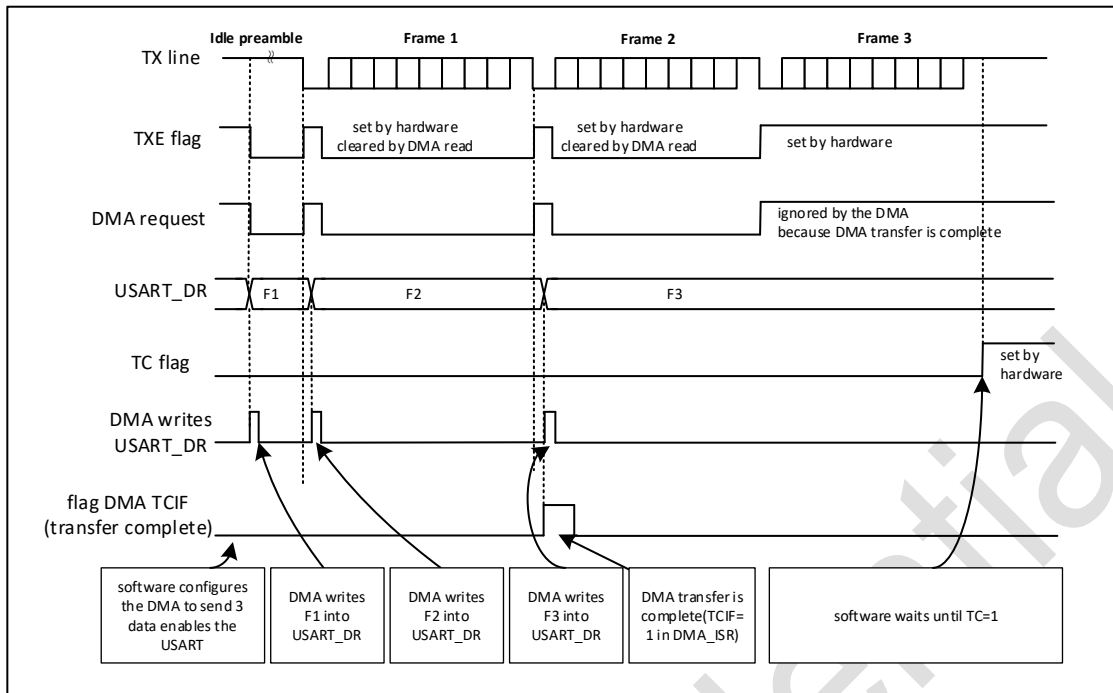 Idle preamble
Frame 1
Frame 2
Frame 3
TX line
TXE flag
set by hardware
cleared by DMA read
set by hardware
cleared by DMA read
set by hardware
DMA request
ignored by the DMA
because DMA transfer is complete
USART_DR
F1
F2
F3
TC flag
set by
hardware
DMA writes
USART_DR
flag DMA TCIF
(transfer complete)
software configures
the DMA to send 3
data enables the
USART
DMA writes
F1 into
USART_DR
DMA writes
F2 into
USART_DR
DMA writes
F3 into
USART_DR
DMA transfer is
complete(TCIF=
1 in DMA_ISR)
software waits until TC=1